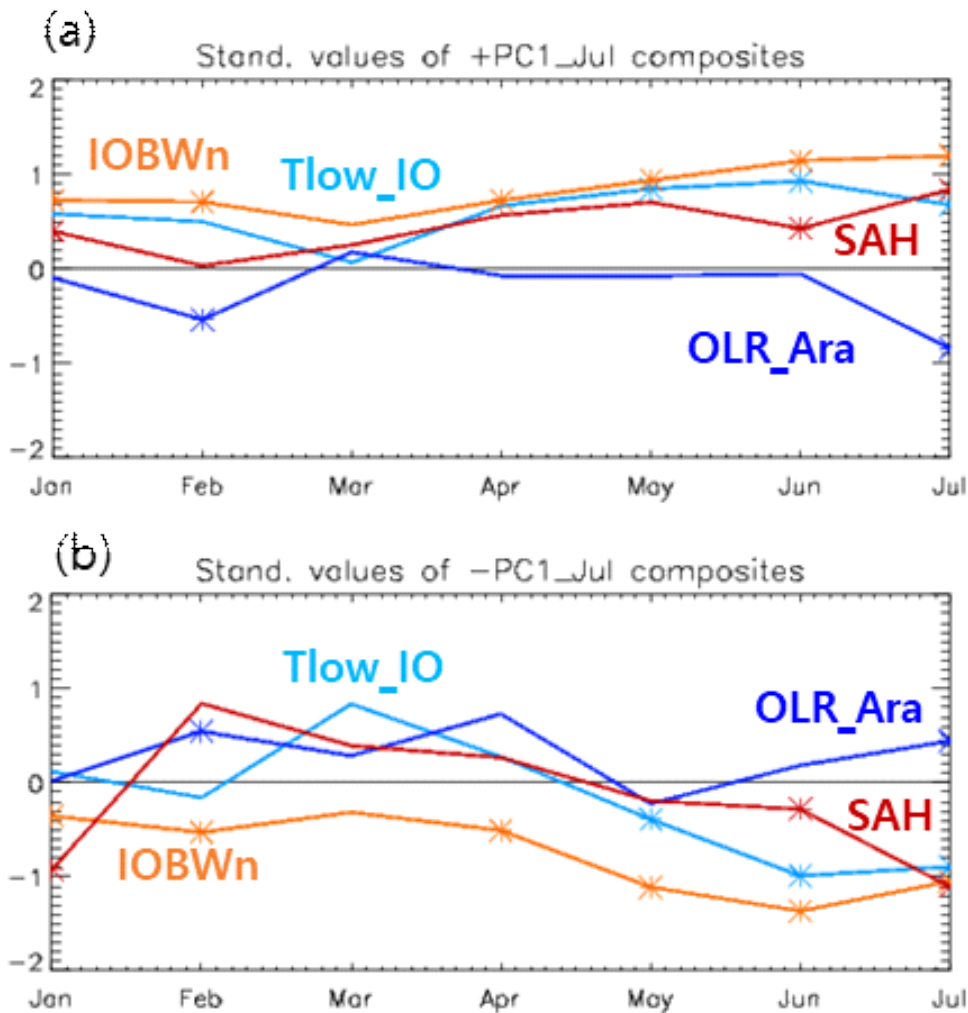 (a)
Stand. values of +PC1_Jul composites
2
IOBWn
Tlow_IO
1
SAH
0
OLR_Ara
-1
-2
Jan Feb Mar Apr May Jun Jul
(b)
Stand. values of -PC1_Jul composites
2
Tlow_IO
OLR_Ara
1
0
SAH
IOBWn
-1
-2
Jan Feb Mar Apr May Jun Jul